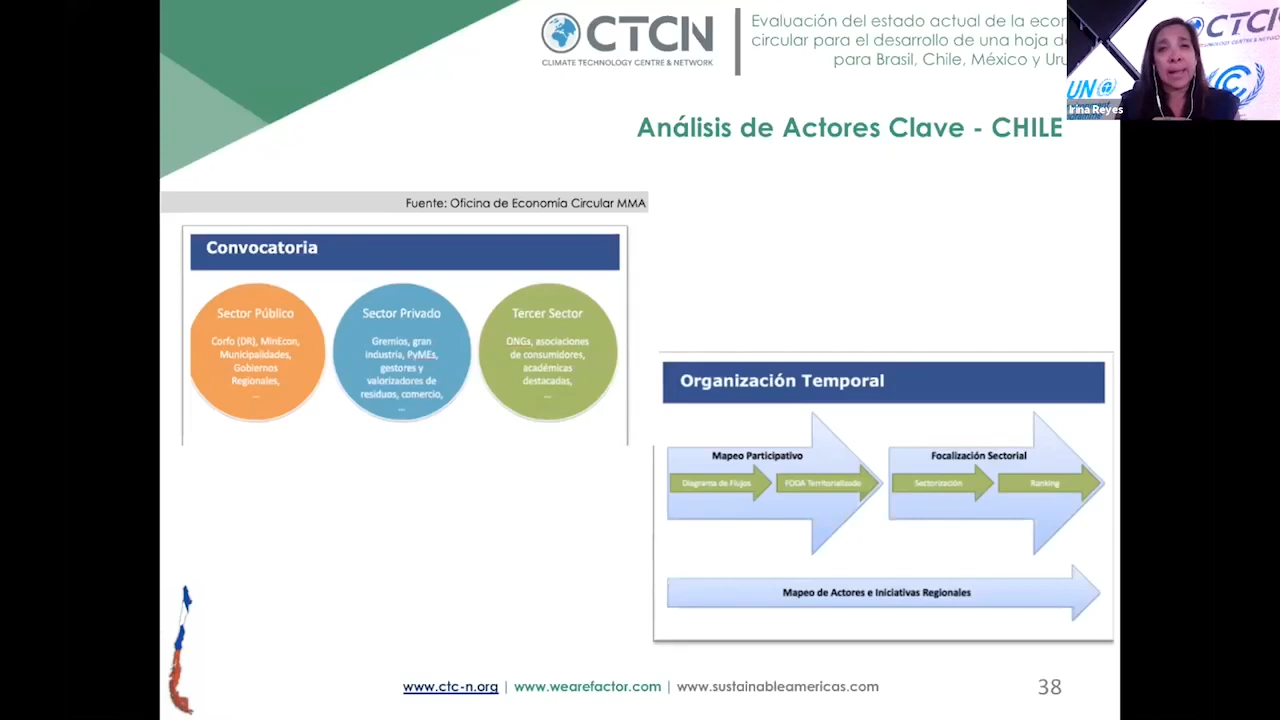 CTCN
CLIMATE TECHNOLOGY CENTRE & NETWORK
Evaluación del estado actual de la
circular para el desarrollo de una hoja
para Brasil, Chile, México y
CTCN
UN
Irina Reyes
Análisis de Actores Clave - CHILE
Fuente: Oficina de Economía Circular MMA
Convocatoria
Sector Público
Corfo (DR), MinEcon,
Municipalidades,
Gobiernos
Regionales,
...
Sector Privado
Gremios, gran
industria, PyMEs,
gestores y
valorizadores de
residuos, comercio,
...
Tercer Sector
ONGs, asociaciones
de consumidores,
académicas
destacadas,
...
Organización Temporal
Mapeo Participativo
Diagrama de Flujos
FODA Territorializado
Focalización Sectorial
Sectorización
Ranking
Mapeo de Actores e Iniciativas Regionales
www.ctc-n.org | www.wearefactor.com | www.sustainableamericas.com
38